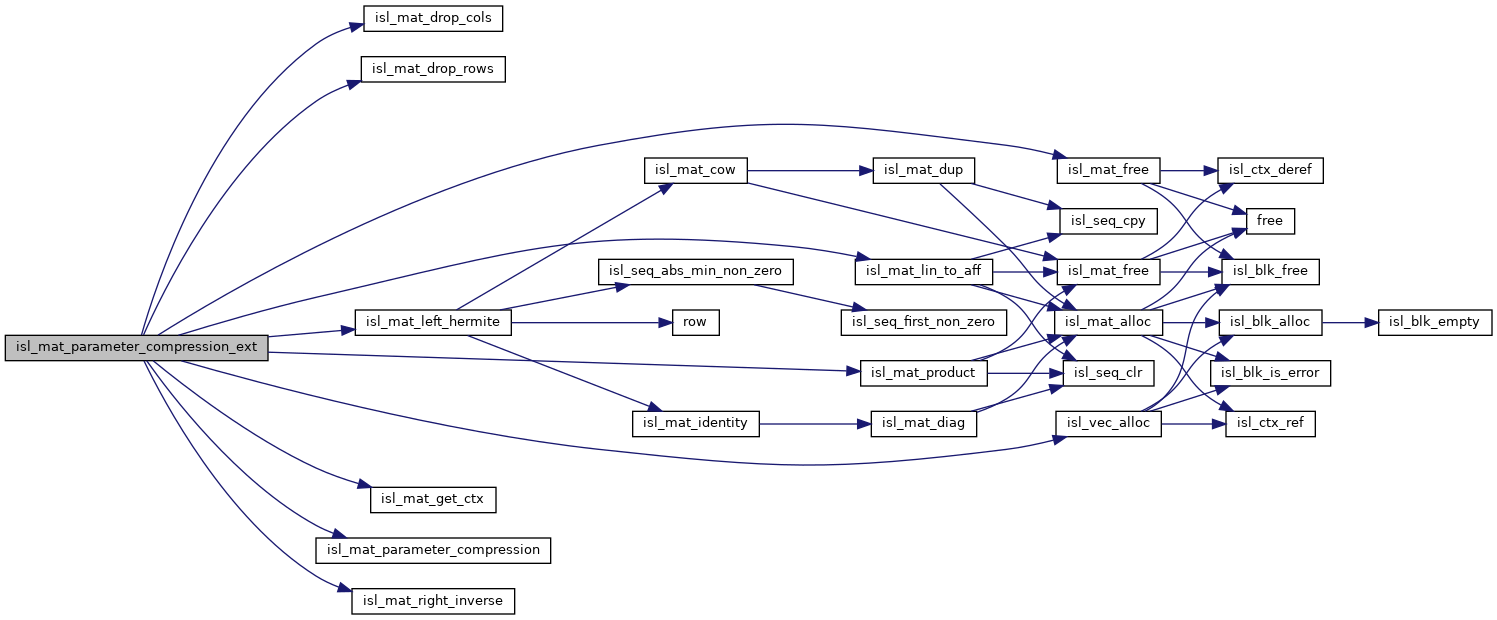 isl_mat_drop_cols
isl_mat_drop_rows
isl_mat_cow
isl_mat_dup
isl_mat_free
isl_ctx_deref
isl_seq_cpy
free
isl_seq_abs_min_non_zero
isl_mat_lin_to_aff
isl_mat_free
isl_blk_free
isl_mat_parameter_compression_ext
isl_mat_left_hermite
row
isl_seq_first_non_zero
isl_mat_alloc
isl_blk_alloc
isl_blk_empty
isl_mat_product
isl_seq_clr
isl_blk_is_error
isl_mat_identity
isl_mat_diag
isl_vec_alloc
isl_ctx_ref
isl_mat_get_ctx
isl_mat_parameter_compression
isl_mat_right_inverse